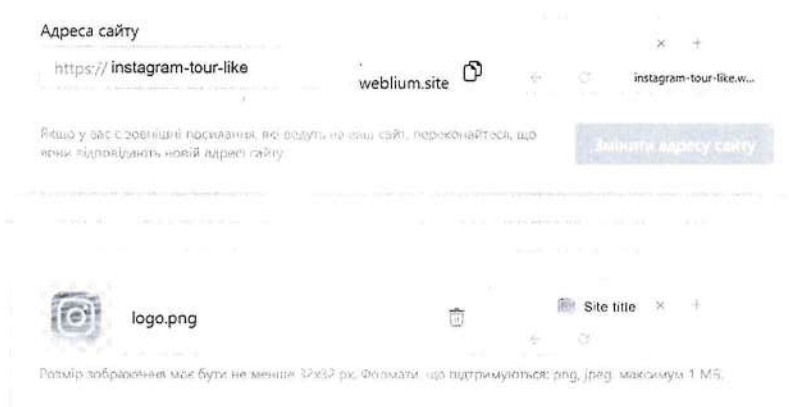 Адреса сайту
https:// instagram-tour-like
.weblium.site
instagram-tour-like.w...
Якщо у вас є зовнішні посилання, які ведуть на ваш сайт, переконайтеся, що
вони відповідають новій адресі сайту
Змінити адресу сайту
logo.png
Site title
Розмір зображення має бути не менше 32x32 px. Формати, що підтримуються: png, jpeg, максимум 1 МБ.